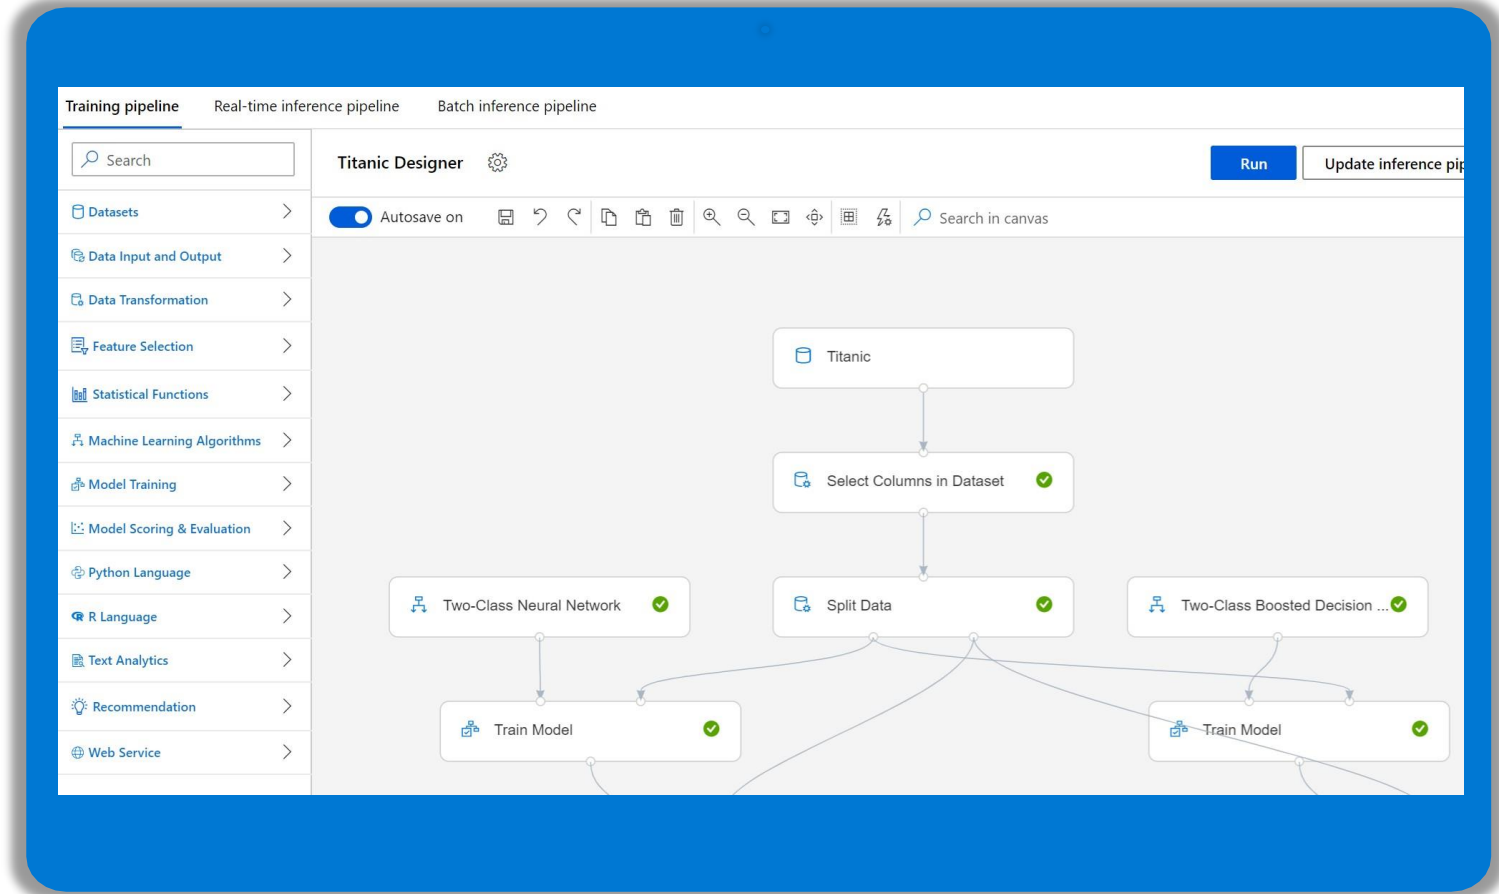 Training pipeline
Real-time inference pipeline
Batch inference pipeline
Search
Titanic Designer
Run
Update inference pip
Datasets
Autosave on
Search in canvas
Data Input and Output
Data Transformation
Feature Selection
Statistical Functions
Machine Learning Algorithms
Model Training
Model Scoring & Evaluation
Python Language
R Language
Text Analytics
Recommendation
Web Service
Titanic
Select Columns in Dataset
Two-Class Neural Network
Split Data
Two-Class Boosted Decision ...
Train Model
Train Model